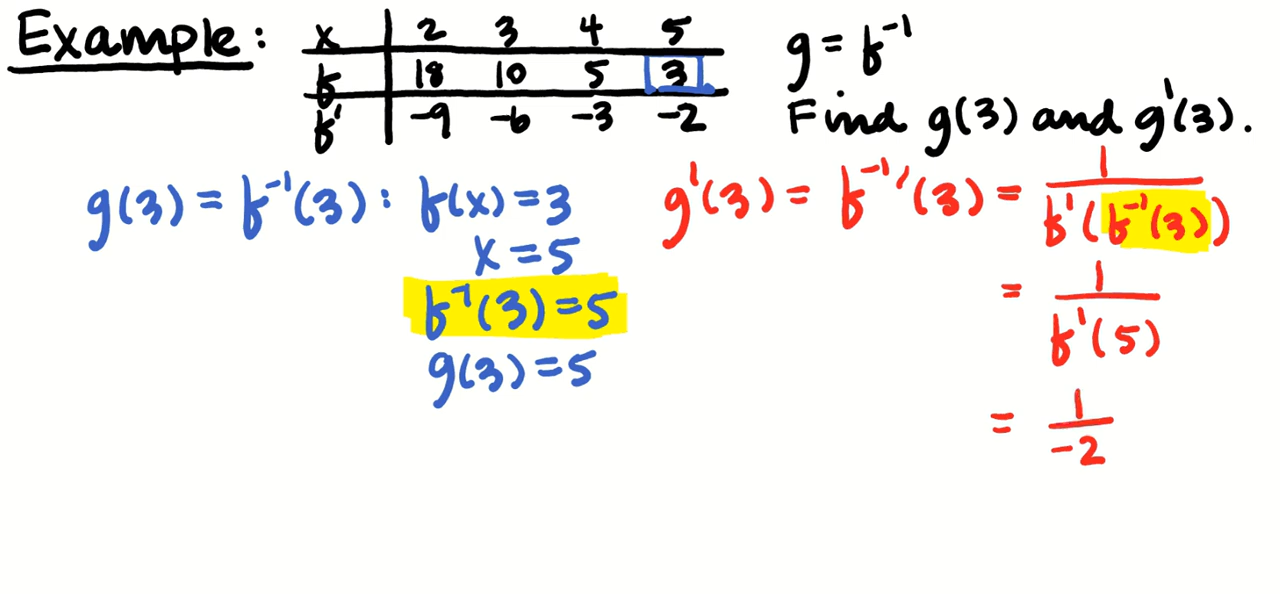 Example:
x | 2 3 4 5
f | 18 10 5 3
f' | -9 -6 -3 -2
g = f⁻¹
Find g(3) and g'(3).
g(3) = f⁻¹(3) : f(x) = 3
x = 5
f⁻¹(3) = 5
g(3) = 5
g'(3) = f⁻¹'(3) = 1/f'(f⁻¹(3))
= 1/f'(5)
= 1/-2